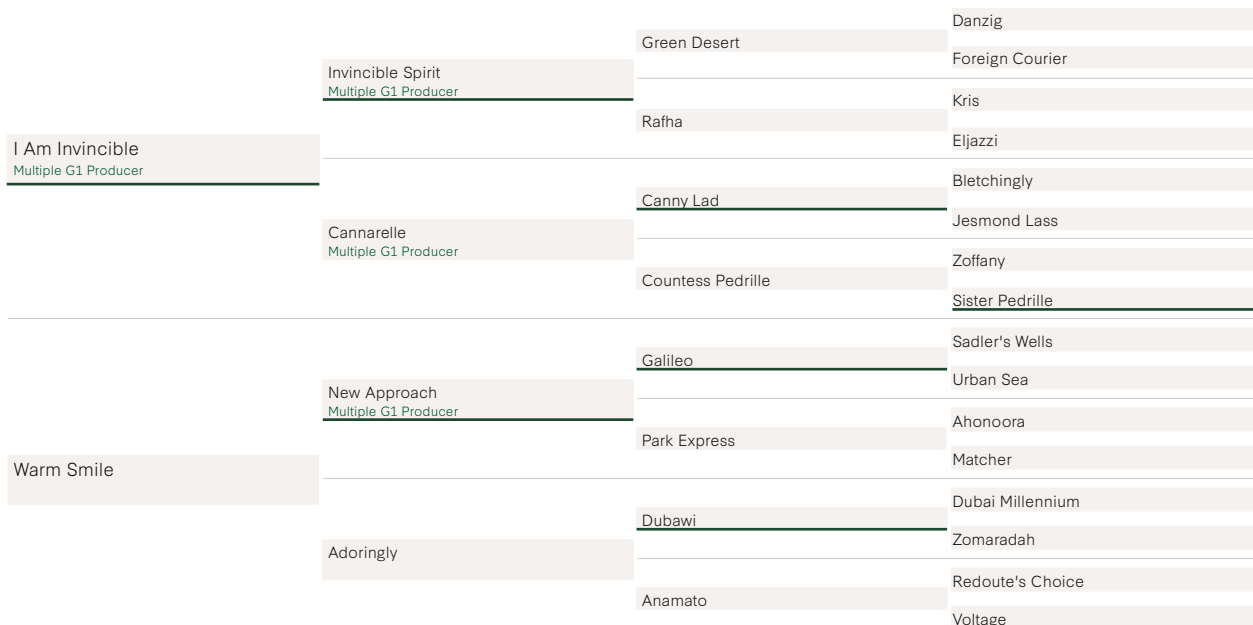 I Am Invincible
Multiple G1 Producer
Invincible Spirit
Multiple G1 Producer
Green Desert
Danzig
Foreign Courier
Rafha
Kris
Eljazzi
Cannarelle
Multiple G1 Producer
Canny Lad
Bletchingly
Jesmond Lass
Countess Pedrille
Zoffany
Sister Pedrille
Warm Smile
New Approach
Multiple G1 Producer
Galileo
Sadler's Wells
Urban Sea
Park Express
Ahonoora
Matcher
Adoringly
Dubawi
Dubai Millennium
Zomaradah
Anamato
Redoute's Choice
Voltage